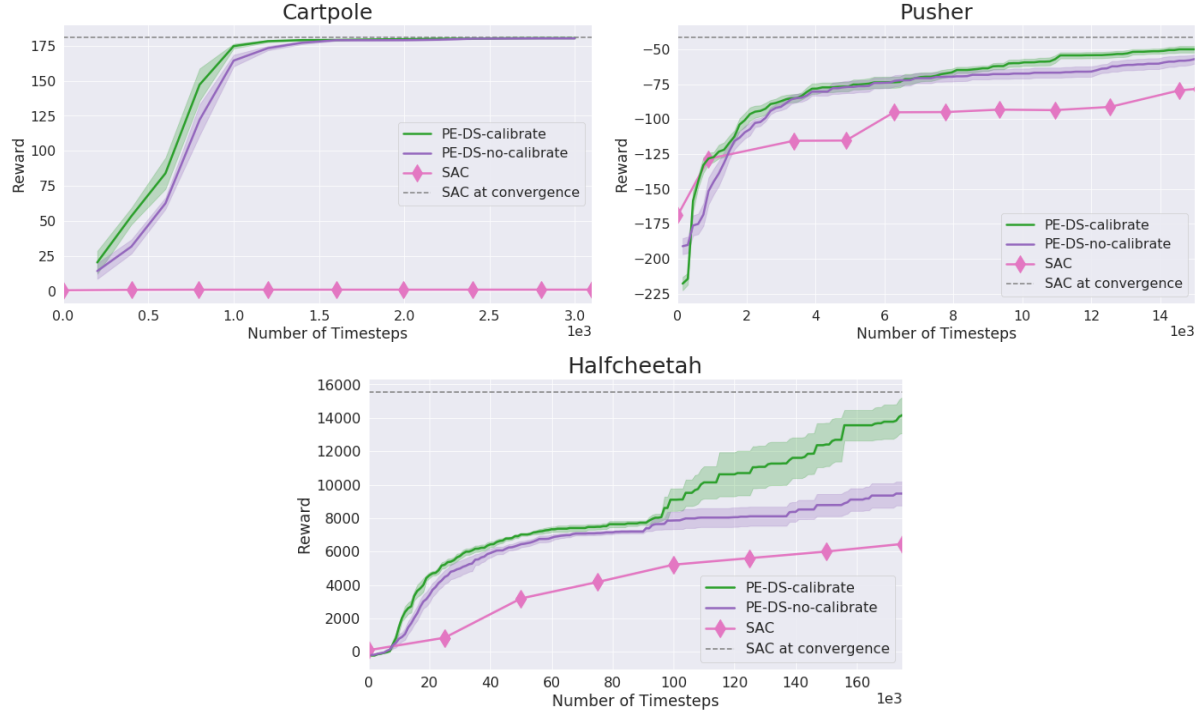 Cartpole
175
150
125
100
75
50
25
0
Reward
PE-DS-calibrate
PE-DS-no-calibrate
SAC
SAC at convergence
0.0 0.5 1.0 1.5 2.0 2.5 3.0
Number of Timesteps
1e3
Pusher
−50
−75
−100
−125
−150
−175
−200
−225
Reward
PE-DS-calibrate
PE-DS-no-calibrate
SAC
SAC at convergence
0 2 4 6 8 10 12 14
Number of Timesteps
1e3
Halfcheetah
16000
14000
12000
10000
8000
6000
4000
2000
0
Reward
PE-DS-calibrate
PE-DS-no-calibrate
SAC
SAC at convergence
0 20 40 60 80 100 120 140 160
Number of Timesteps
1e3